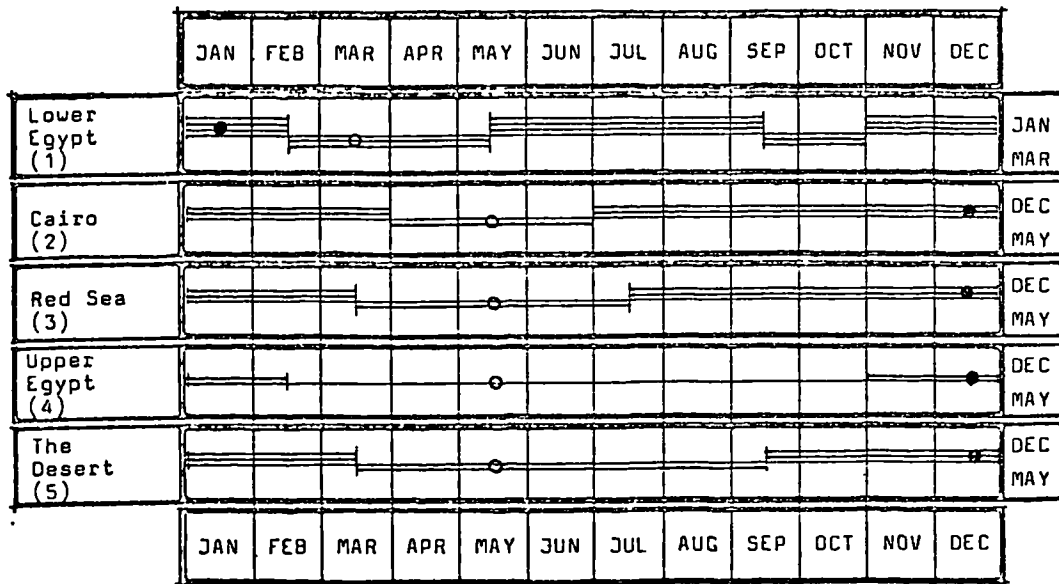 JAN FEB MAR APR MAY JUN JUL AUG SEP OCT NOV DEC
Lower
Egypt
(1)
JAN
MAR
Cairo
(2)
DEC
MAY
Red Sea
(3)
DEC
MAY
Upper
Egypt
(4)
DEC
MAY
The
Desert
(5)
DEC
MAY
JAN FEB MAR APR MAY JUN JUL AUG SEP OCT NOV DEC